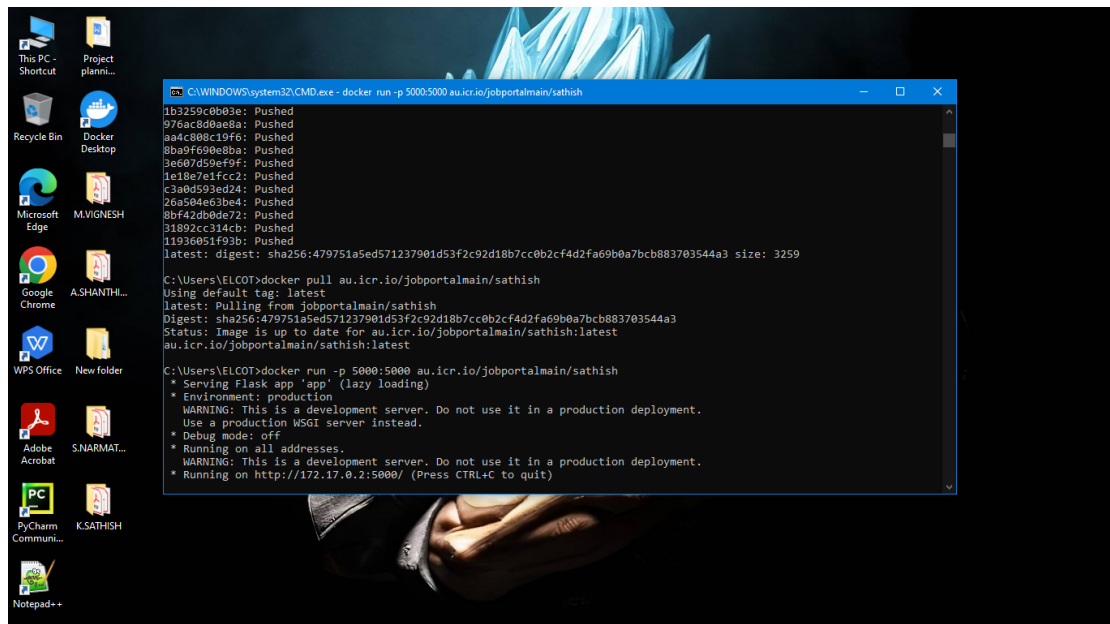 This PC -
Shortcut
Project
planni...
Recycle Bin
Docker
Desktop
Microsoft
Edge
M.VIGNESH
Google
Chrome
A.SHANTHI...
WPS Office
New folder
Adobe
Acrobat
S.NARMAT...
PC
PyCharm
Communi...
K.SATHISH
Notepad++
C:\WINDOWS\system32\CMD.exe - docker run -p 5000:5000 au.icr.io/jobportalmain/sathish
1b3259c0b03e: Pushed
976ac8d0ae8a: Pushed
aa4c808c19f6: Pushed
8ba9f690e8ba: Pushed
3e607d59ef9f: Pushed
1e18e7e1fcc2: Pushed
c3a0d593ed24: Pushed
26a504e63be4: Pushed
8bf42db0de72: Pushed
31892cc314cb: Pushed
11936051f93b: Pushed
latest: digest: sha256:479751a5ed571237901d53f2c92d18b7cc0b2cf4d2fa69b0a7bcb883703544a3 size: 3259
C:\Users\ELCOT>docker pull au.icr.io/jobportalmain/sathish
Using default tag: latest
latest: Pulling from jobportalmain/sathish
Digest: sha256:479751a5ed571237901d53f2c92d18b7cc0b2cf4d2fa69b0a7bcb883703544a3
Status: Image is up to date for au.icr.io/jobportalmain/sathish:latest
au.icr.io/jobportalmain/sathish:latest
C:\Users\ELCOT>docker run -p 5000:5000 au.icr.io/jobportalmain/sathish
* Serving Flask app 'app' (lazy loading)
* Environment: production
WARNING: This is a development server. Do not use it in a production deployment.
Use a production WSGI server instead.
* Debug mode: off
* Running on all addresses.
WARNING: This is a development server. Do not use it in a production deployment.
* Running on http://172.17.0.2:5000/ (Press CTRL+C to quit)